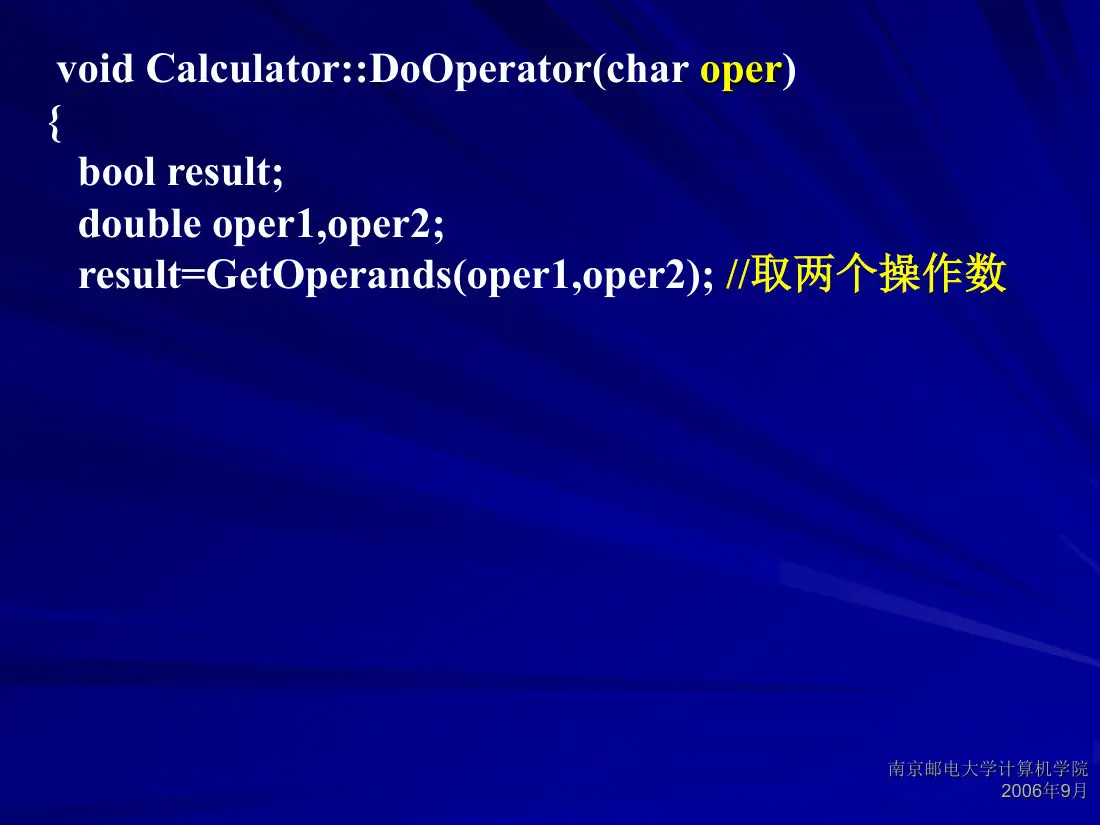 void Calculator::DoOperator(char oper)
{
bool result;
double oper1,oper2;
result=GetOperands(oper1,oper2); //取两个操作数
南京邮电大学计算机学院
2006年9月